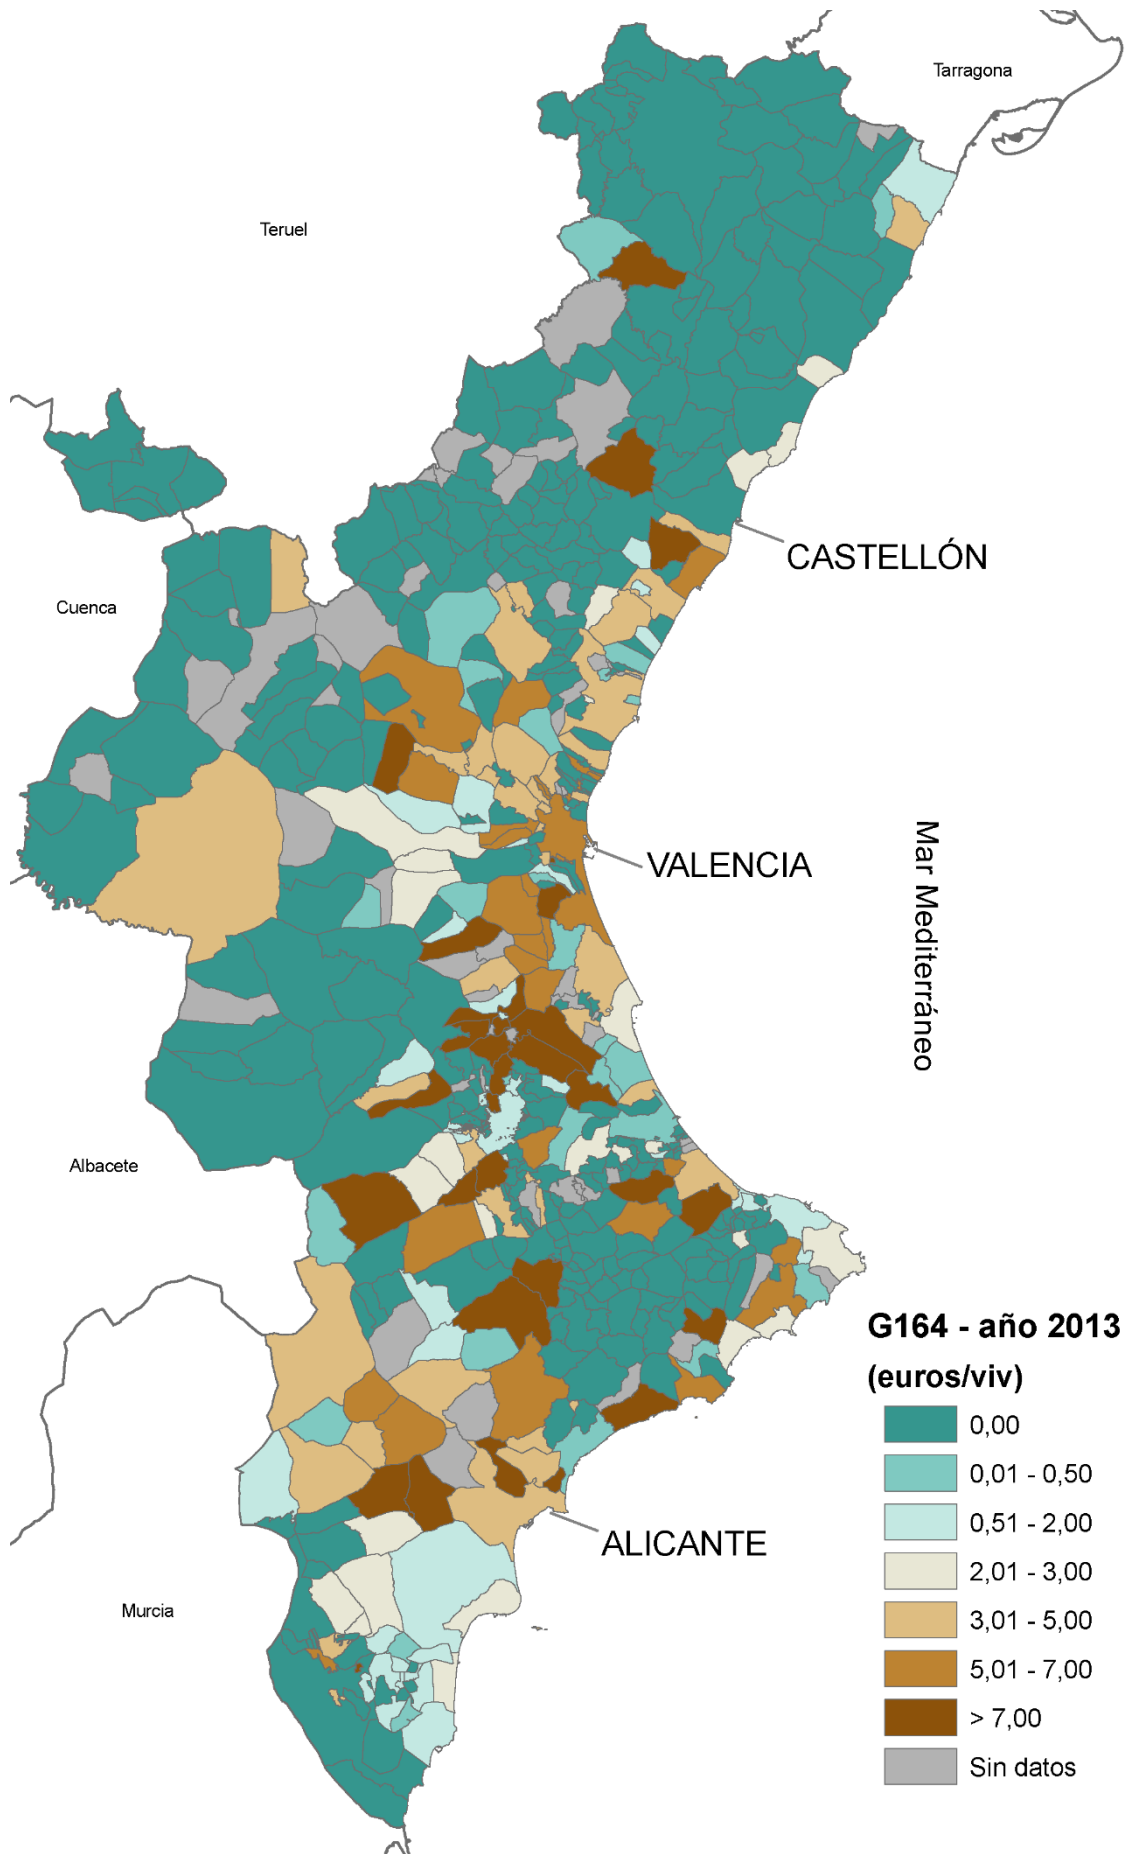 Tarragona
Teruel
CASTELLÓN
Cuenca
VALENCIA
Mar Mediterráneo
Albacete
G164 - año 2013
(euros/viv)
0,00
0,01 - 0,50
0,51 - 2,00
2,01 - 3,00
3,01 - 5,00
5,01 - 7,00
> 7,00
Sin datos
ALICANTE
Murcia